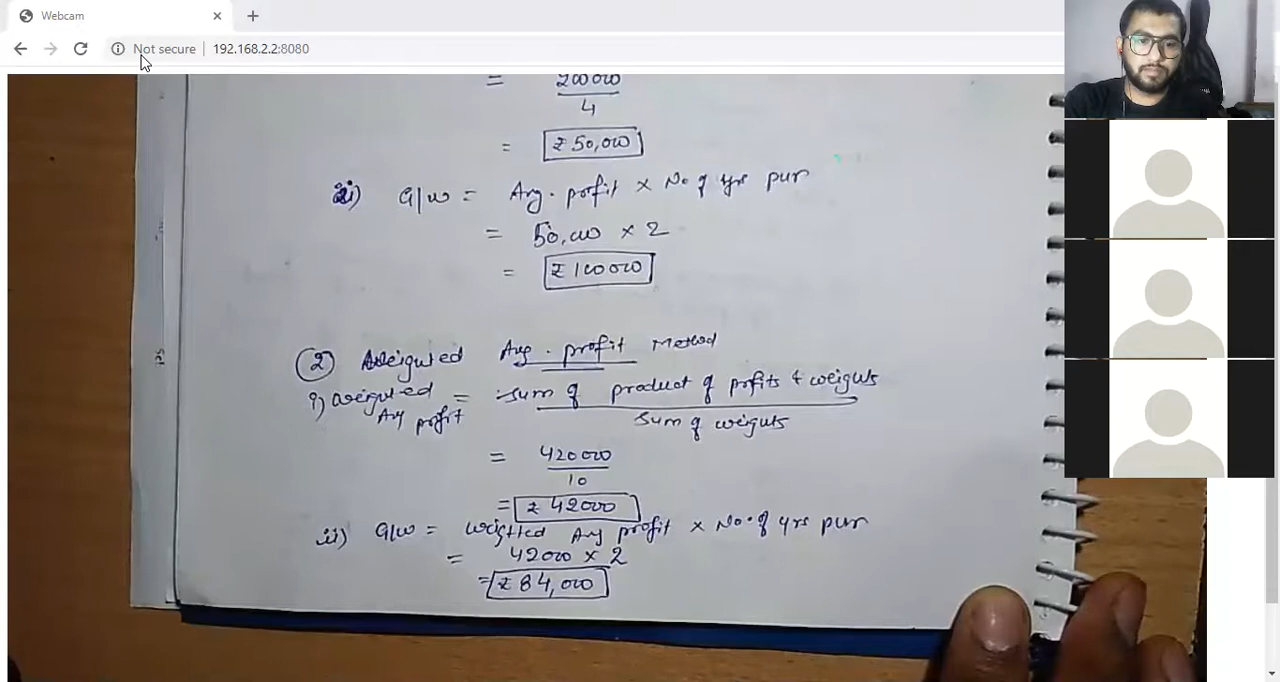 Webcam
Not secure 192.168.2.2:8080
= 200000
4
= ₹ 50,000
ii) G/w = Avg. profit × No of yrs pur
= 50,000 × 2
= ₹ 100000
(2) Weighted Avg. profit Method
i) weighted Avg profit = Sum of product of profits & weights
Sum of weights
= 420000
10
= ₹ 42000
ii) G/w = weighted Avg profit × No. of yrs pur
= 42000 × 2
= ₹ 84,000